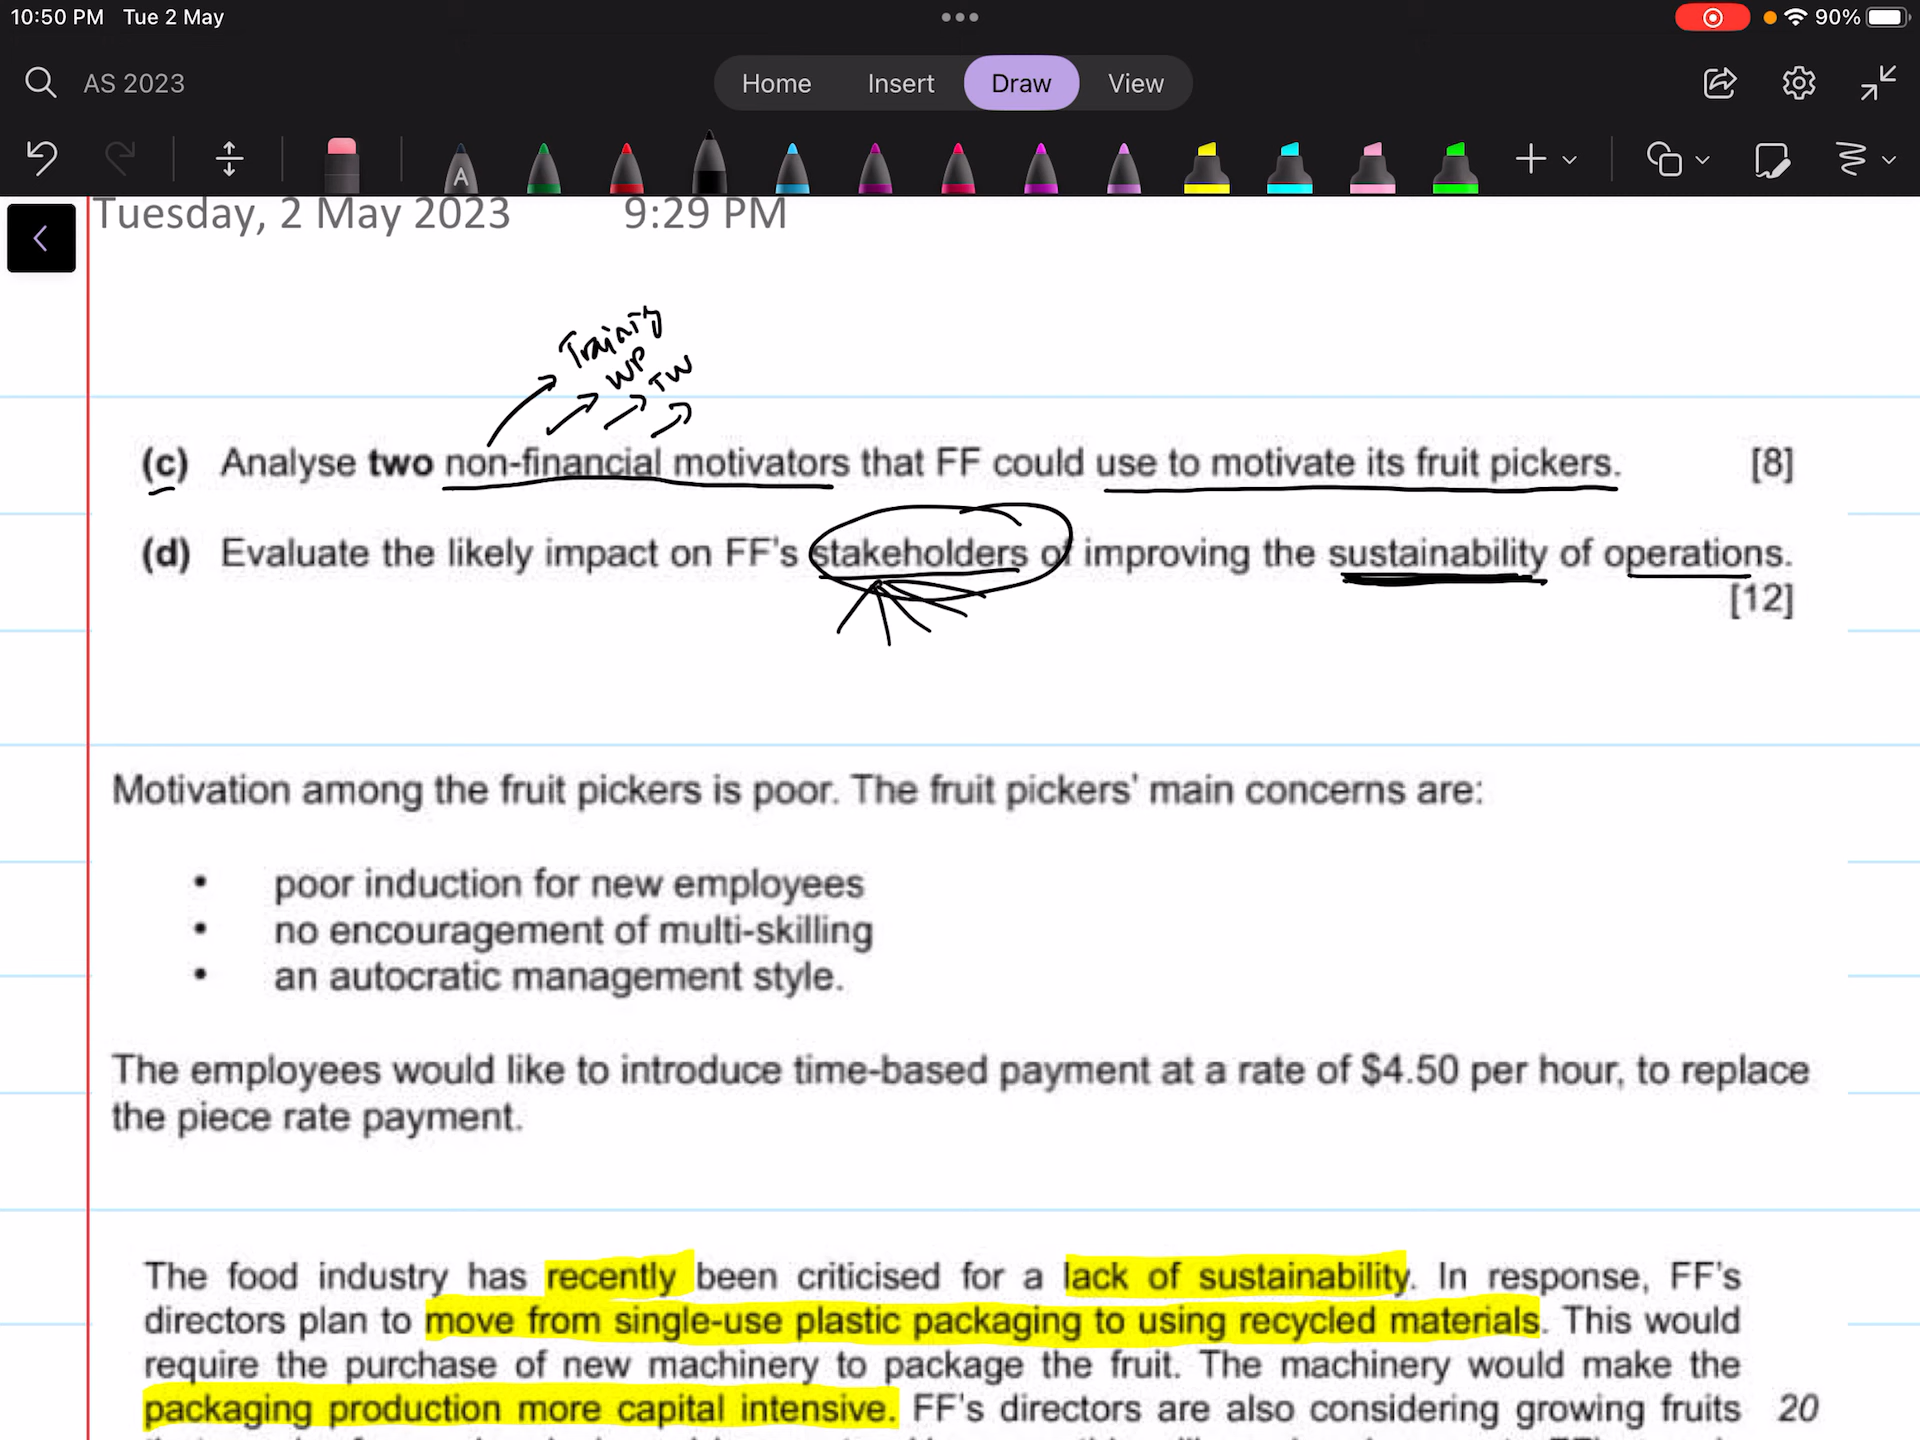 10:50 PM Tue 2 May
90%
AS 2023
Home Insert Draw View
A
Tuesday, 2 May 2023 9:29 PM
Training
WP
TW
(c) Analyse two non-financial motivators that FF could use to motivate its fruit pickers. [8]
(d) Evaluate the likely impact on FF's stakeholders of improving the sustainability of operations.
[12]
Motivation among the fruit pickers is poor. The fruit pickers' main concerns are:
• poor induction for new employees
• no encouragement of multi-skilling
• an autocratic management style.
The employees would like to introduce time-based payment at a rate of $4.50 per hour, to replace
the piece rate payment.
The food industry has recently been criticised for a lack of sustainability. In response, FF's
directors plan to move from single-use plastic packaging to using recycled materials. This would
require the purchase of new machinery to package the fruit. The machinery would make the
packaging production more capital intensive. FF's directors are also considering growing fruits 20